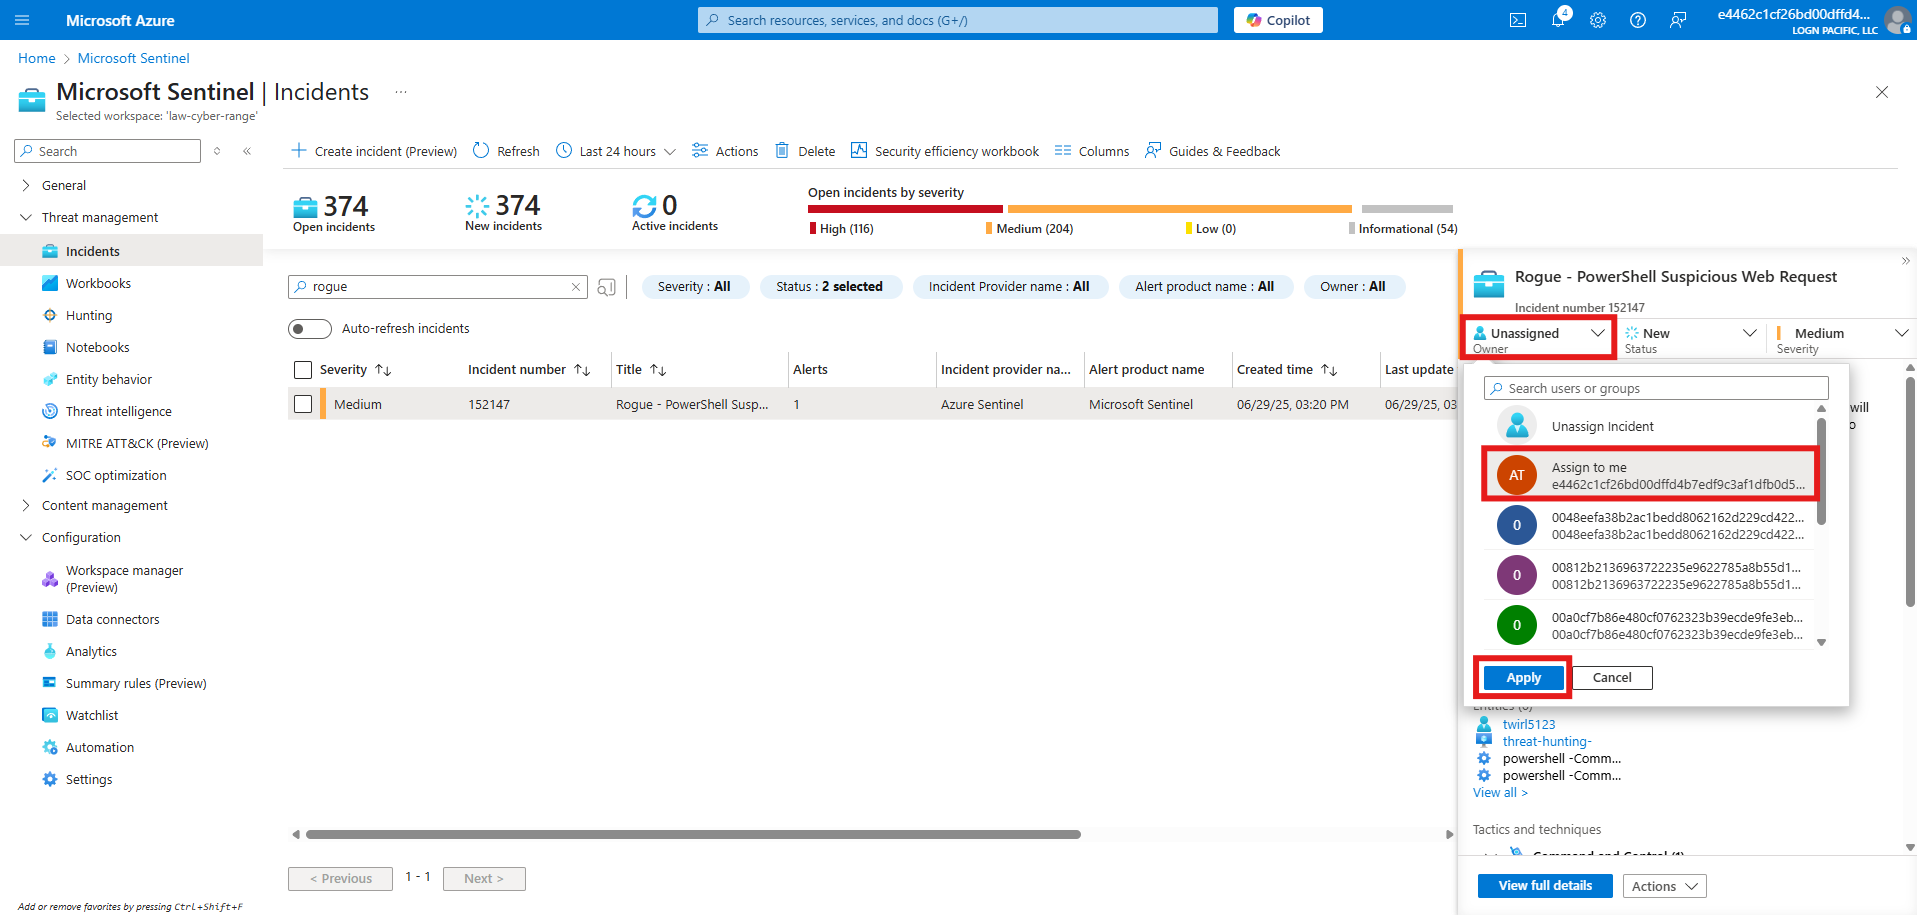 Microsoft Azure
Search resources, services, and docs (G+/)
Copilot
4
e4462c1cf26bd00dffd4...
LOGN PACIFIC, LLC
Home > Microsoft Sentinel
Microsoft Sentinel | Incidents ...
Selected workspace: 'law-cyber-range'
Search
General
Threat management
Incidents
Workbooks
Hunting
Notebooks
Entity behavior
Threat intelligence
MITRE ATT&CK (Preview)
SOC optimization
Content management
Configuration
Workspace manager
(Preview)
Data connectors
Analytics
Summary rules (Preview)
Watchlist
Automation
Settings
Add or remove favorites by pressing Ctrl+Shift+F
Create incident (Preview) Refresh Last 24 hours Actions Delete Security efficiency workbook Columns Guides & Feedback
374
Open incidents
374
New incidents
0
Active incidents
Open incidents by severity
High (116) Medium (204) Low (0) Informational (54)
rogue
Severity : All Status : 2 selected Incident Provider name : All Alert product name : All Owner : All
Auto-refresh incidents
Severity Incident number Title Alerts Incident provider na... Alert product name Created time Last update
Medium 152147 Rogue - PowerShell Susp... 1 Azure Sentinel Microsoft Sentinel 06/29/25, 03:20 PM 06/29/25, 03
< Previous 1 - 1 Next >
Rogue - PowerShell Suspicious Web Request
Incident number 152147
Unassigned New Medium
Owner Status Severity
will
Search users or groups
Unassign Incident
AT
Assign to me
e4462c1cf26bd00dffd4b7edf9c3af1dfb0d5...
0
0048eefa38b2ac1bedd8062162d229cd422...
0048eefa38b2ac1bedd8062162d229cd422...
0
00812b2136963722235e9622785a8b55d1...
00812b2136963722235e9622785a8b55d1...
0
00a0cf7b86e480cf0762323b39ecde9fe3eb...
00a0cf7b86e480cf0762323b39ecde9fe3eb...
Apply Cancel
Entities (6)
twirl5123
threat-hunting-
powershell -Comm...
powershell -Comm...
View all >
Tactics and techniques
Command and Control (1)
View full details Actions